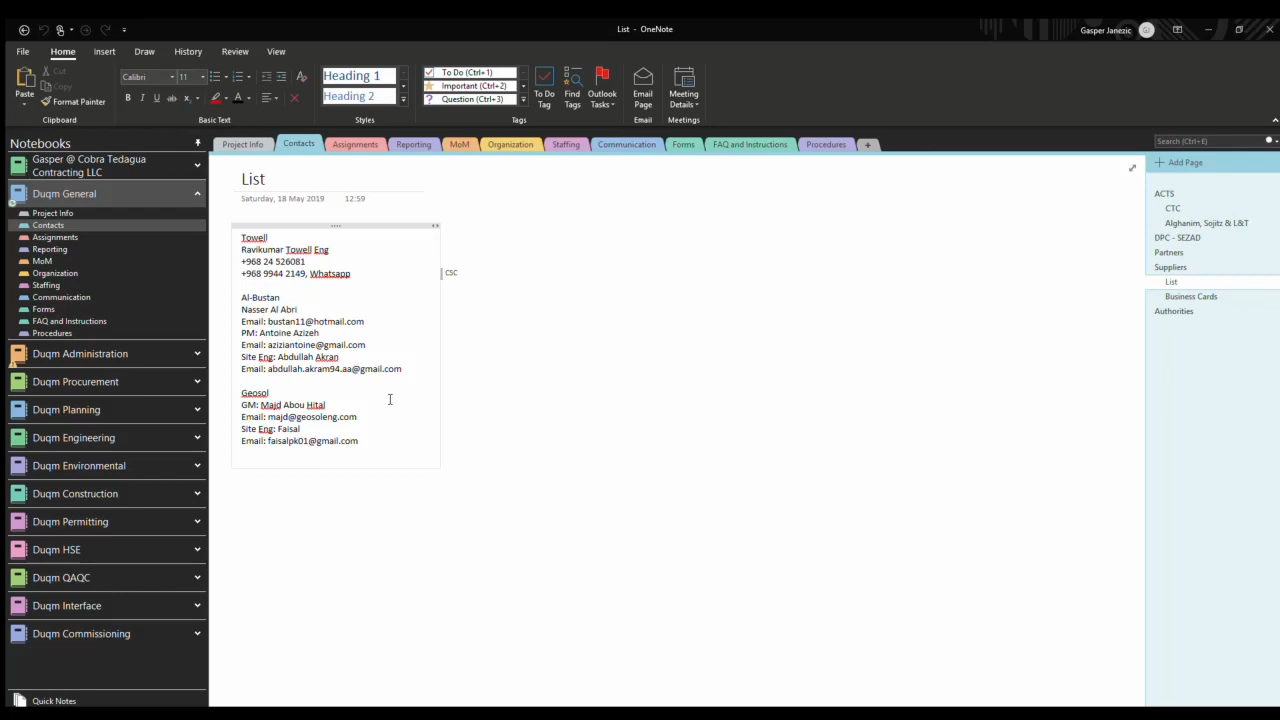 List - OneNote
Gasper Janezic
File Home Insert Draw History Review View
Paste
Cut
Copy
Format Painter
Clipboard
Calibri 11
B I U ab x A
Basic Text
Heading 1
Heading 2
Styles
To Do (Ctrl+1)
Important (Ctrl+2)
Question (Ctrl+3)
Tags
To Do
Tag
Find
Tags
Outlook
Tasks
Email
Page
Email
Meeting
Details
Meetings
Notebooks
Gasper @ Cobra Tedagua
Contracting LLC
Duqm General
Project Info
Contacts
Assignments
Reporting
MoM
Organization
Staffing
Communication
Forms
FAQ and Instructions
Procedures
Duqm Administration
Duqm Procurement
Duqm Planning
Duqm Engineering
Duqm Environmental
Duqm Construction
Duqm Permitting
Duqm HSE
Duqm QAQC
Duqm Interface
Duqm Commissioning
Quick Notes
Project Info Contacts Assignments Reporting MoM Organization Staffing Communication Forms FAQ and Instructions Procedures +
Search (Ctrl+E)
List
Saturday, 18 May 2019 12:59
Towell
Ravikumar Towell Eng
+968 24 526081
+968 9944 2149, Whatsapp
CSC
Al-Bustan
Nasser Al Abri
Email: bustan11@hotmail.com
PM: Antoine Azizeh
Email: aziziantoine@gmail.com
Site Eng: Abdullah Akran
Email: abdullah.akram94.aa@gmail.com
Geosol
GM: Majd Abou Hital
Email: majd@geosoleng.com
Site Eng: Faisal
Email: faisalpk01@gmail.com
Add Page
ACTS
CTC
Alghanim, Sojitz & L&T
DPC - SEZAD
Partners
Suppliers
List
Business Cards
Authorities